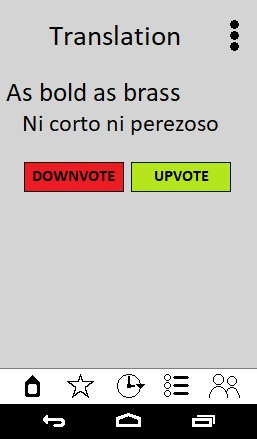 Translation
As bold as brass
Ni corto ni perezoso
DOWNVOTE UPVOTE